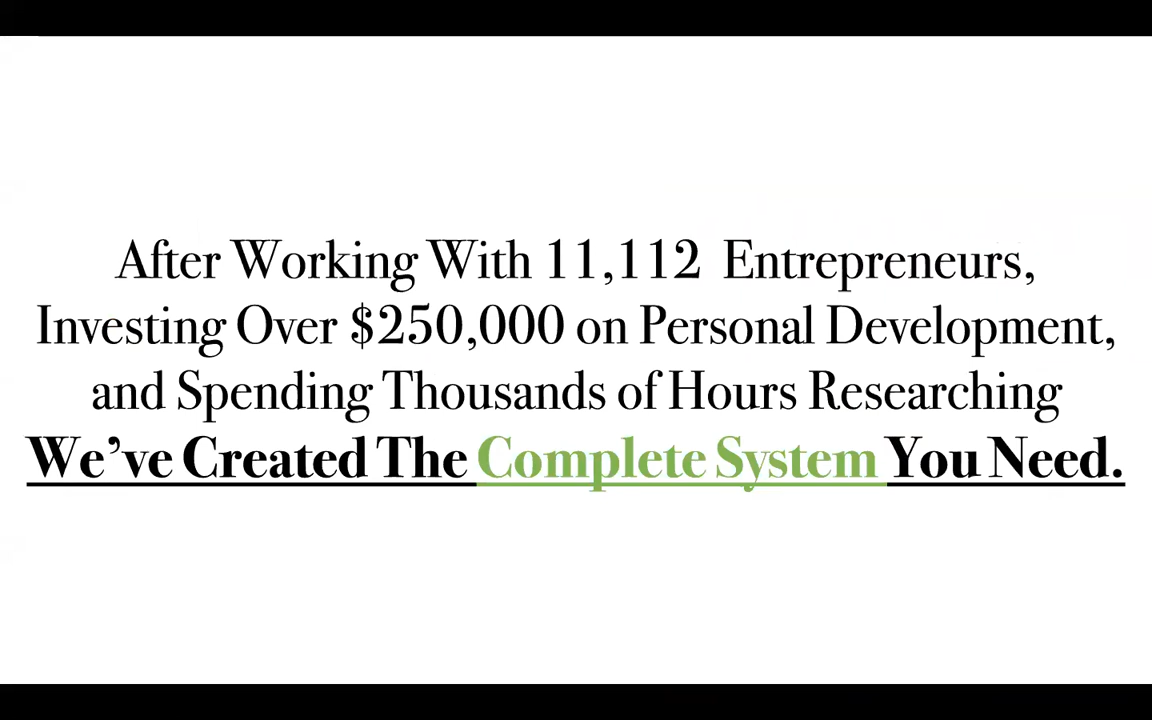 After Working With 11,112 Entrepreneurs,
Investing Over $250,000 on Personal Development,
and Spending Thousands of Hours Researching
We’ve Created The Complete System You Need.